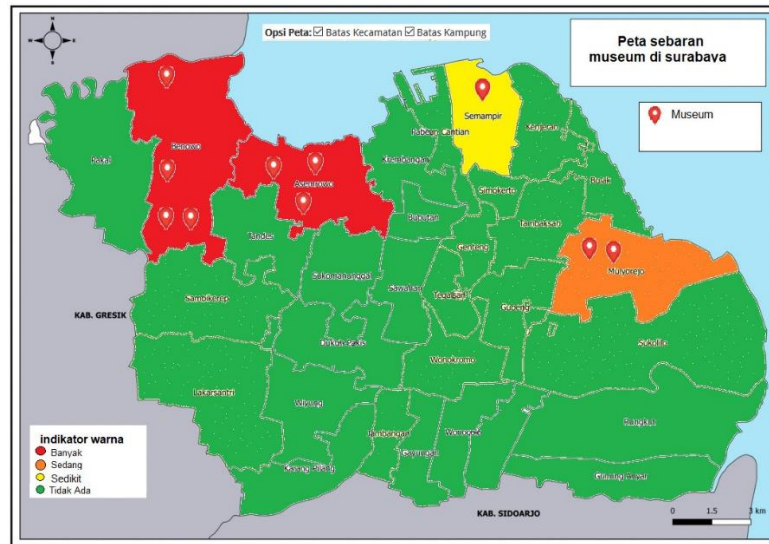 Opsi Peta: Batas Kecamatan Batas Kampung
Peta sebaran
museum di surabaya
Museum
N
W
E
S
Semampir
Kenjeran
Pabean Cantian
Pakal
Benowo
Krembangan
Asemrowo
Simokerto
Bulak
Bubutan
Tandes
Tambaksari
Genteng
Mulyorejo
Sukomanunggal
Sawahan
Tegalsari
Sambikerep
Gubeng
KAB. GRESIK
Dukuh Pakis
Sukolilo
Wonokromo
Lakarsantri
Wiyung
Rungkut
Jambangan
Wonocolo
Gayungan
Karang Pilang
Gunung Anyar
indikator warna
Banyak
Sedang
Sedikit
Tidak Ada
KAB. SIDOARJO
0 1.5 3 km